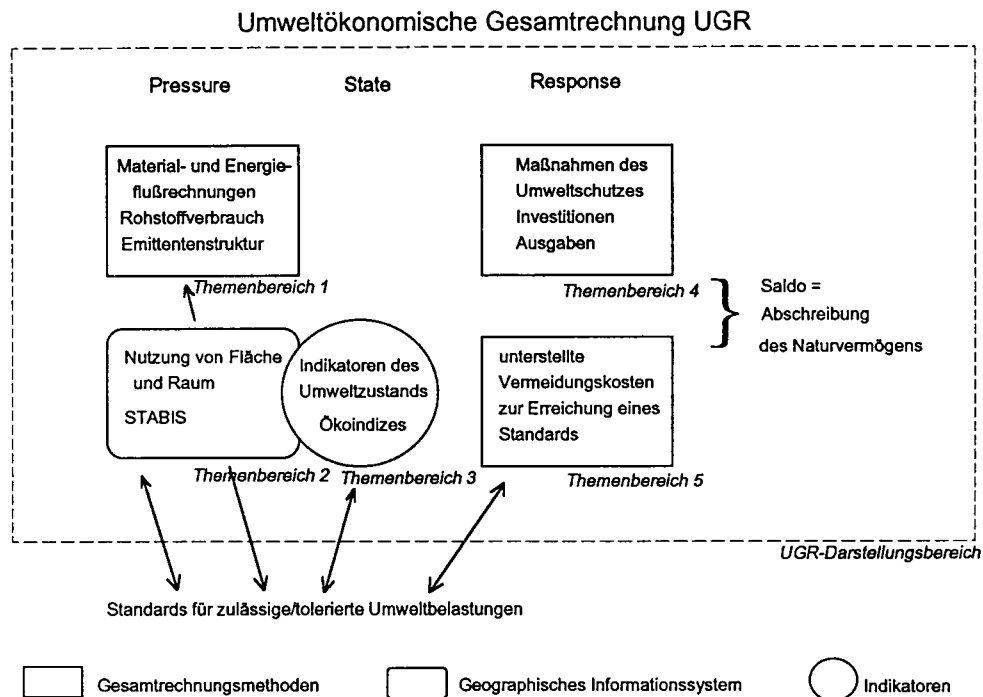 Umweltökonomische Gesamtrechnung UGR
Pressure
State
Response
Material- und Energie-
flußrechnungen
Rohstoffverbrauch
Emittentenstruktur
Themenbereich 1
Maßnahmen des
Umweltschutzes
Investitionen
Ausgaben
Themenbereich 4
Saldo =
Abschreibung
des Naturvermögens
Nutzung von Fläche
und Raum
STABIS
Themenbereich 2
Indikatoren des
Umweltzustands
Ökoindizes
Themenbereich 3
unterstellte
Vermeidungskosten
zur Erreichung eines
Standards
Themenbereich 5
UGR-Darstellungsbereich
Standards für zulässige/tolerierte Umweltbelastungen
Gesamtrechnungsmethoden
Geographisches Informationssystem
Indikatoren